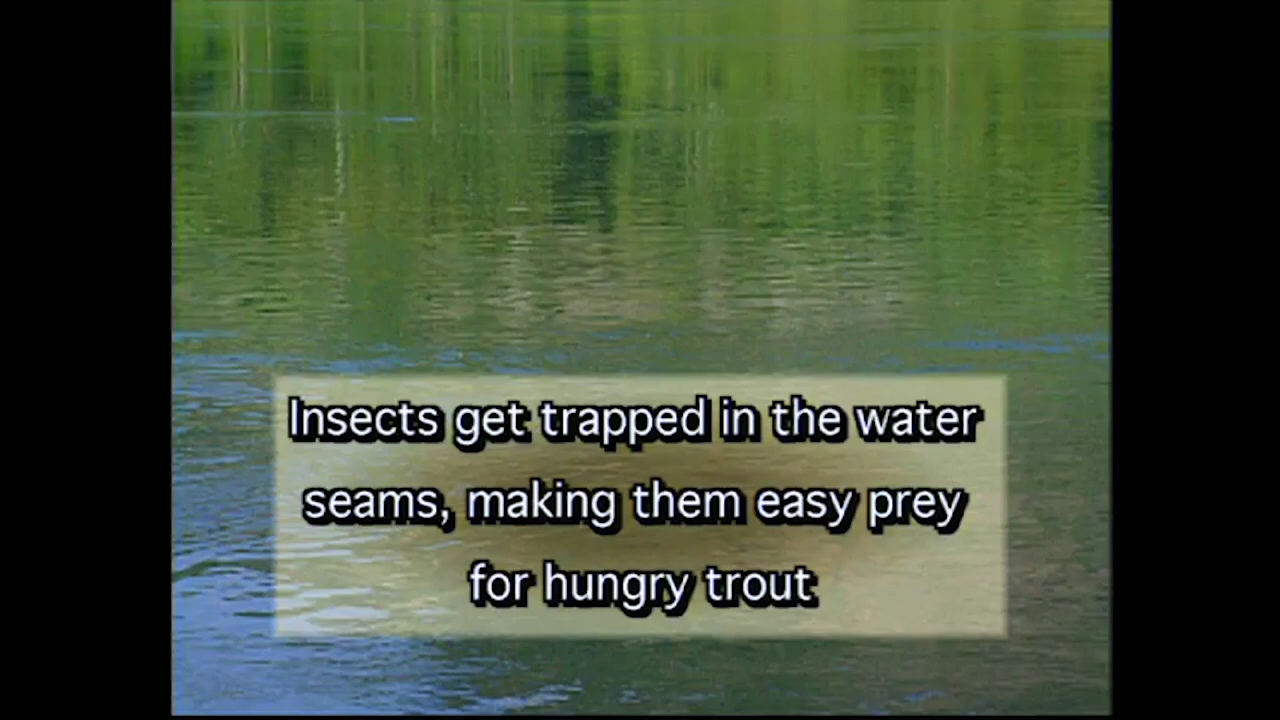 Insects get trapped in the water
seams, making them easy prey
for hungry trout